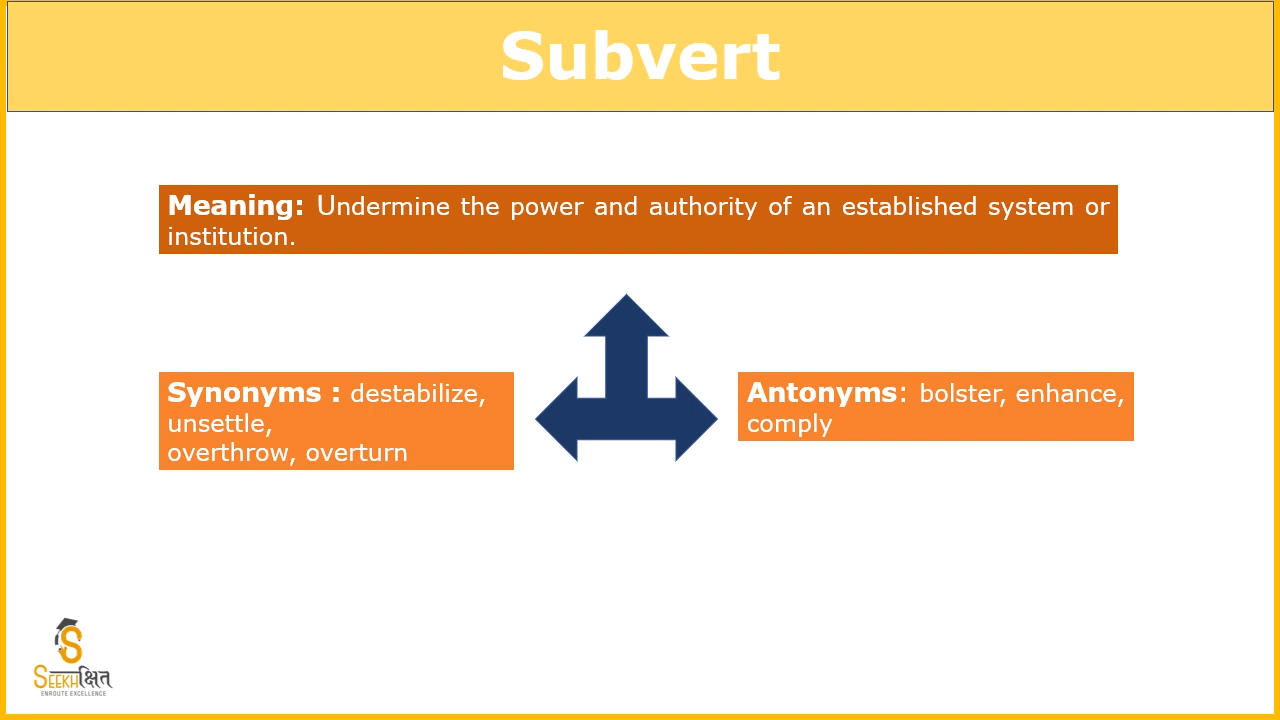 Subvert
Meaning: Undermine the power and authority of an established system or
institution.
Synonyms : destabilize,
unsettle,
overthrow, overturn
Antonyms: bolster, enhance,
comply
SEEKHक्षित
ENROUTE EXCELLENCE